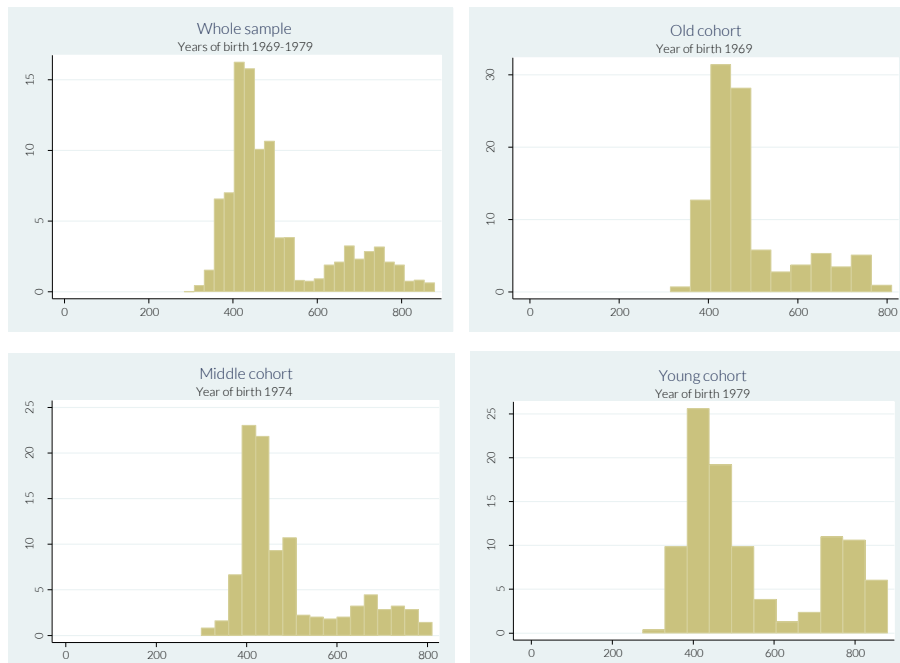 Whole sample
Years of birth 1969-1979
15
10
5
0
0 200 400 600 800
Old cohort
Year of birth 1969
30
20
10
0
0 200 400 600 800
Middle cohort
Year of birth 1974
25
20
15
10
5
0
0 200 400 600 800
Young cohort
Year of birth 1979
25
20
15
10
5
0
0 200 400 600 800